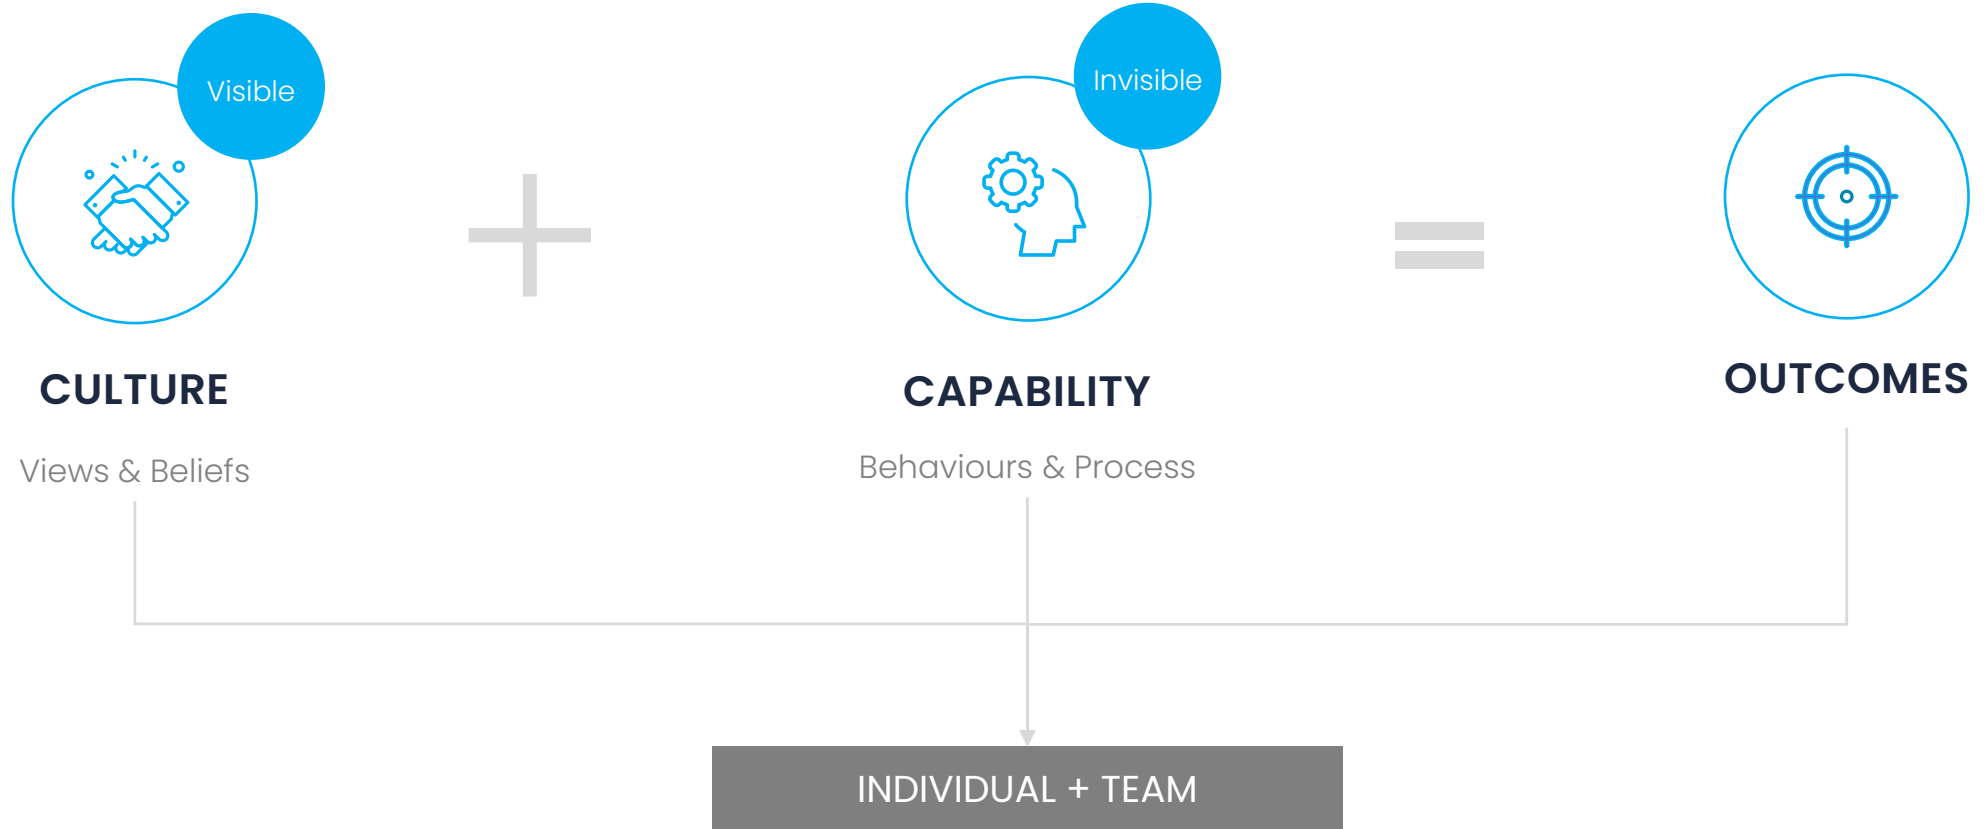 Visible
Invisible
CULTURE
CAPABILITY
OUTCOMES
Views & Beliefs
Behaviours & Process
INDIVIDUAL + TEAM